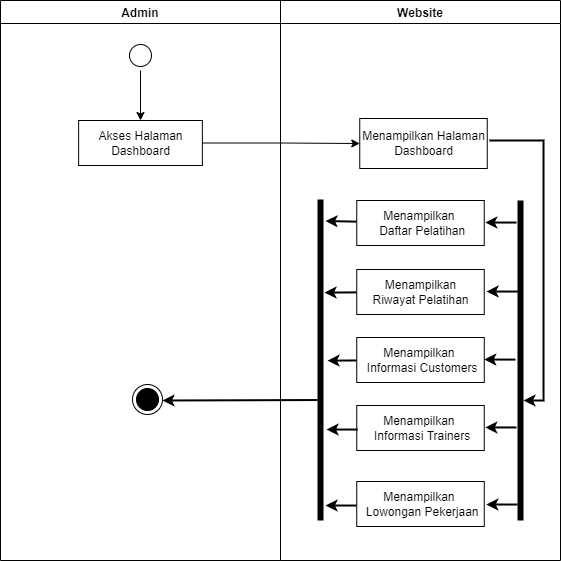 Admin
Website
Akses Halaman
Dashboard
Menampilkan Halaman
Dashboard
Menampilkan
Daftar Pelatihan
Menampilkan
Riwayat Pelatihan
Menampilkan
Informasi Customers
Menampilkan
Informasi Trainers
Menampilkan
Lowongan Pekerjaan